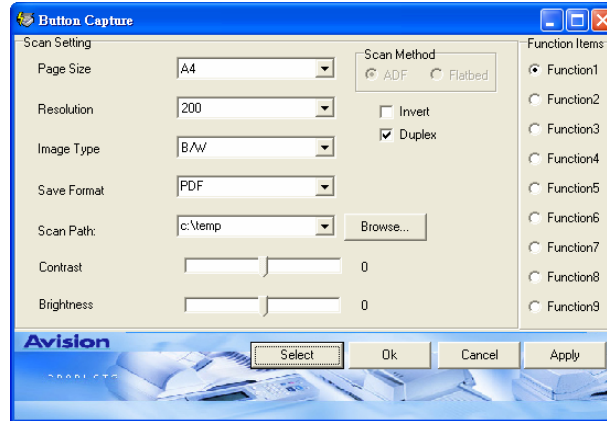 Button Capture
Scan Setting
Function Items
Page Size
A4
Scan Method
ADF
Flatbed
Function1
Resolution
200
Invert
Function2
Duplex
Function3
Image Type
B/W
Function4
Save Format
PDF
Function5
Scan Path:
c:\temp
Browse...
Function6
Function7
Contrast
0
Function8
Brightness
0
Function9
Avision
Select
Ok
Cancel
Apply
PRODUCTS